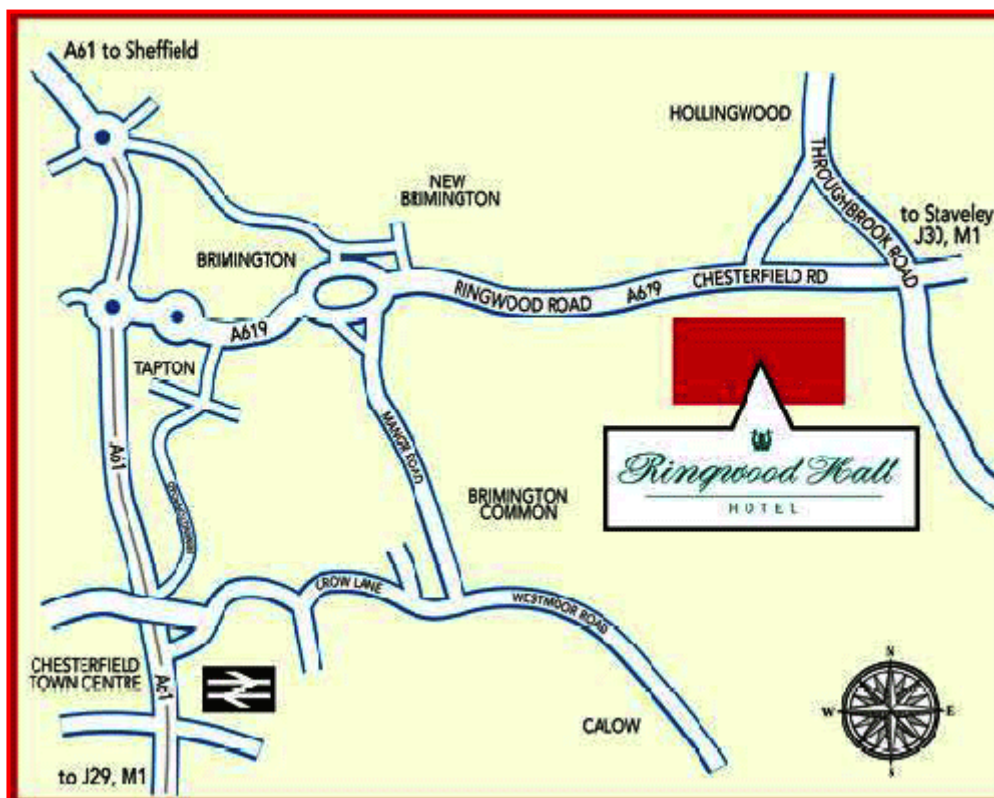 A61 to Sheffield
HOLLINGWOOD
THROUGHBROOK ROAD
NEW
BRIMINGTON
to Staveley
J30, M1
BRIMINGTON
RINGWOOD ROAD
A619
CHESTERFIELD RD
A619
TAPTON
A61
MANOR ROAD
Ringwood Hall
HOTEL
BRIMINGTON
COMMON
CROW LANE
WESTMOOR ROAD
CHESTERFIELD
TOWN CENTRE
A61
CALOW
N
W
E
S
to J29, M1